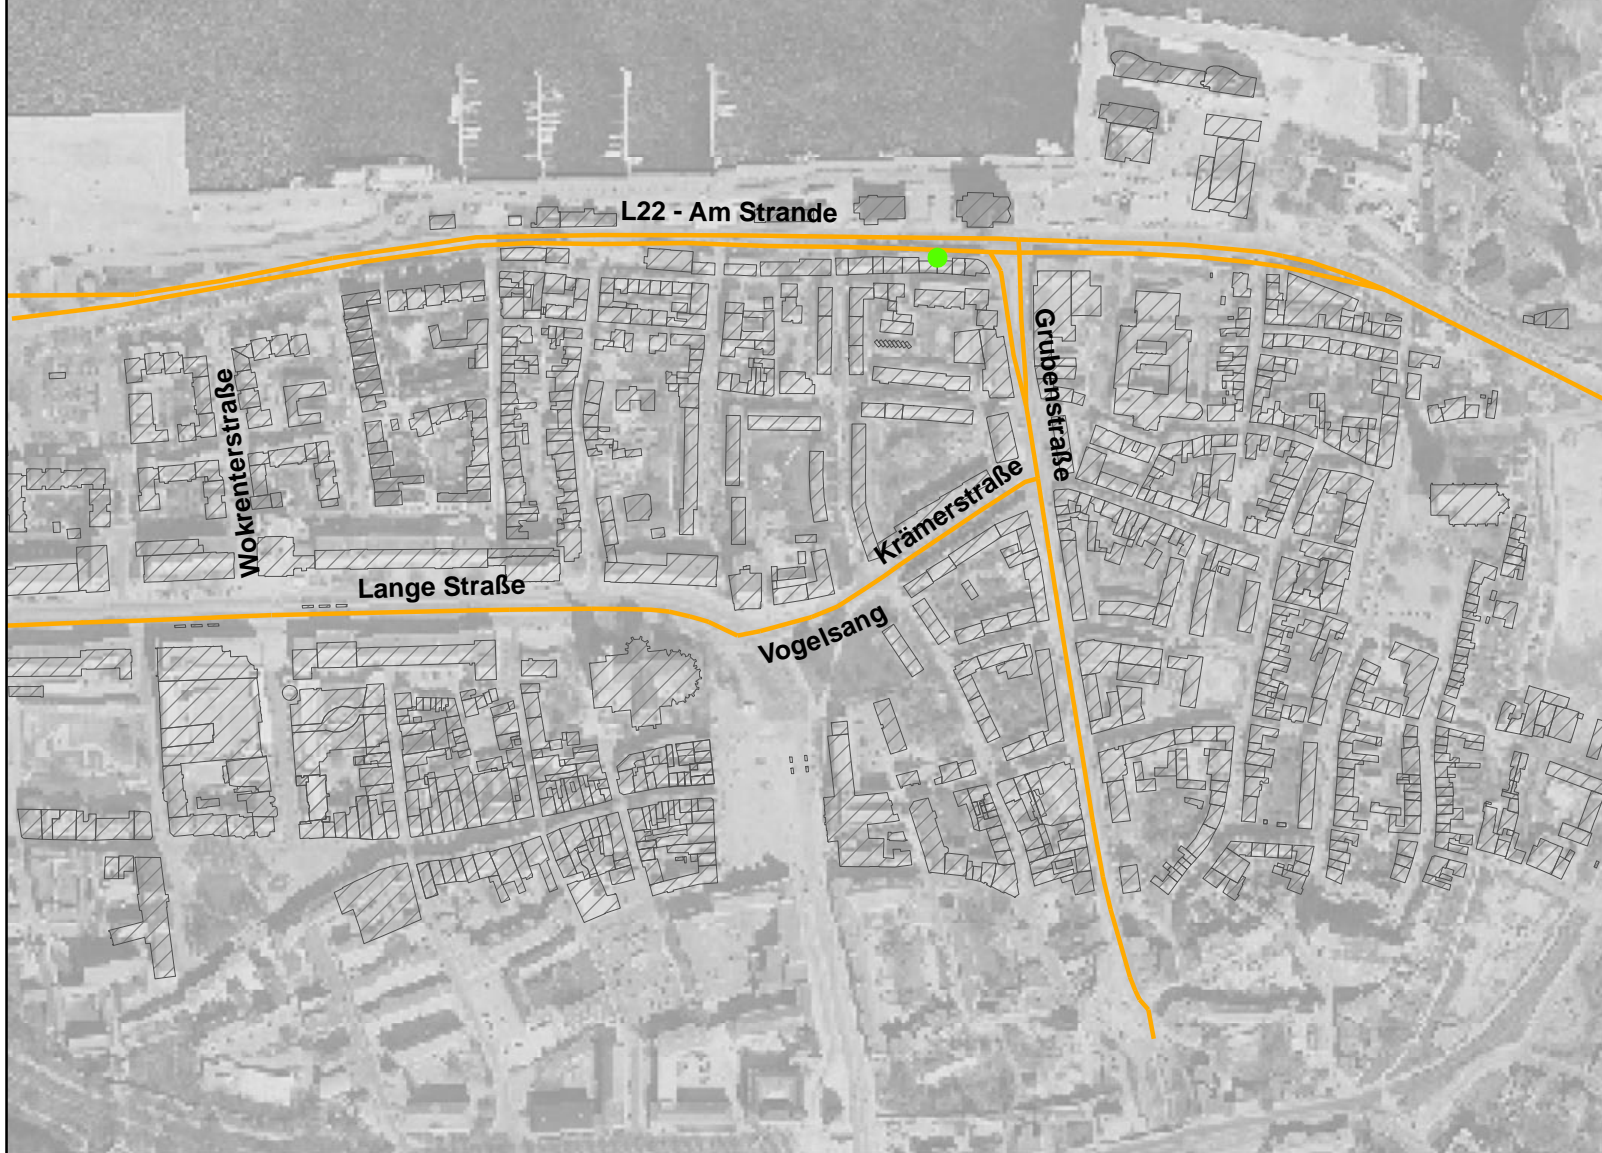 L22 - Am Strande
Grubenstraße
Wokrenterstraße
Krämerstraße
Lange Straße
Vogelsang